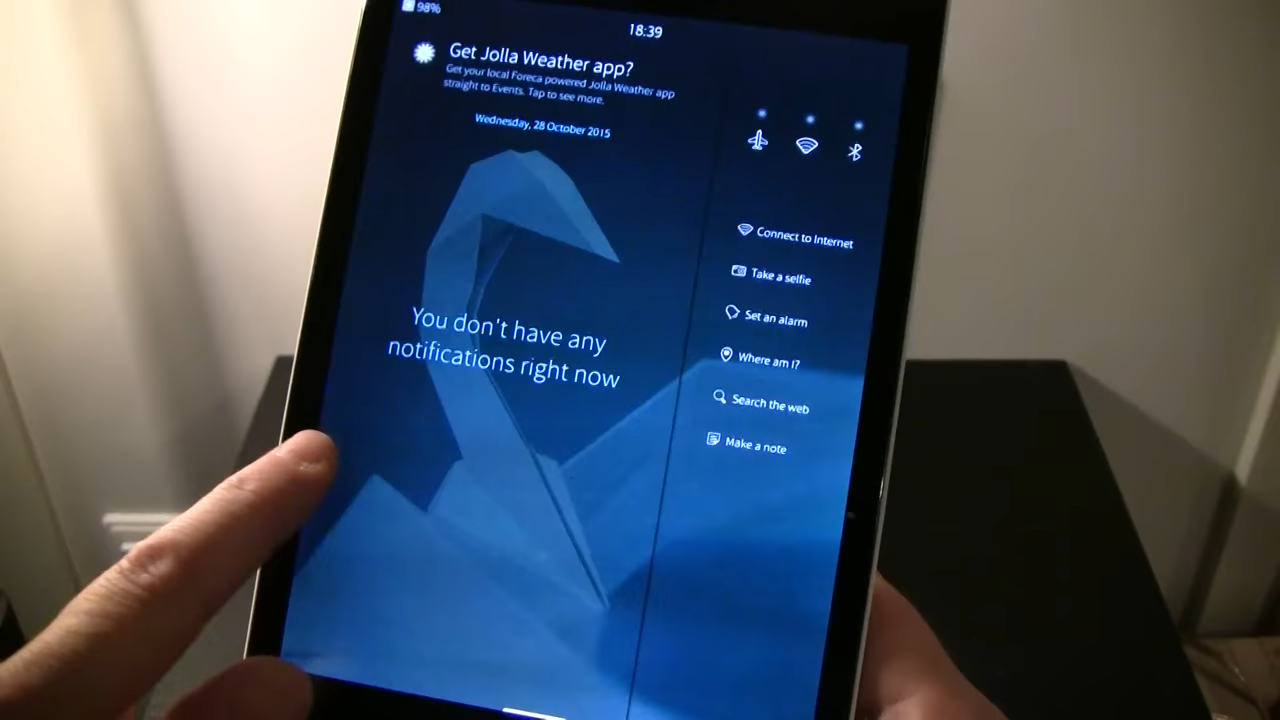 98%
18:39
Get Jolla Weather app?
Get your local Foreca powered Jolla Weather app
straight to Events. Tap to see more.
Wednesday, 28 October 2015
You don't have any
notifications right now
Connect to Internet
Take a selfie
Set an alarm
Where am I?
Search the web
Make a note